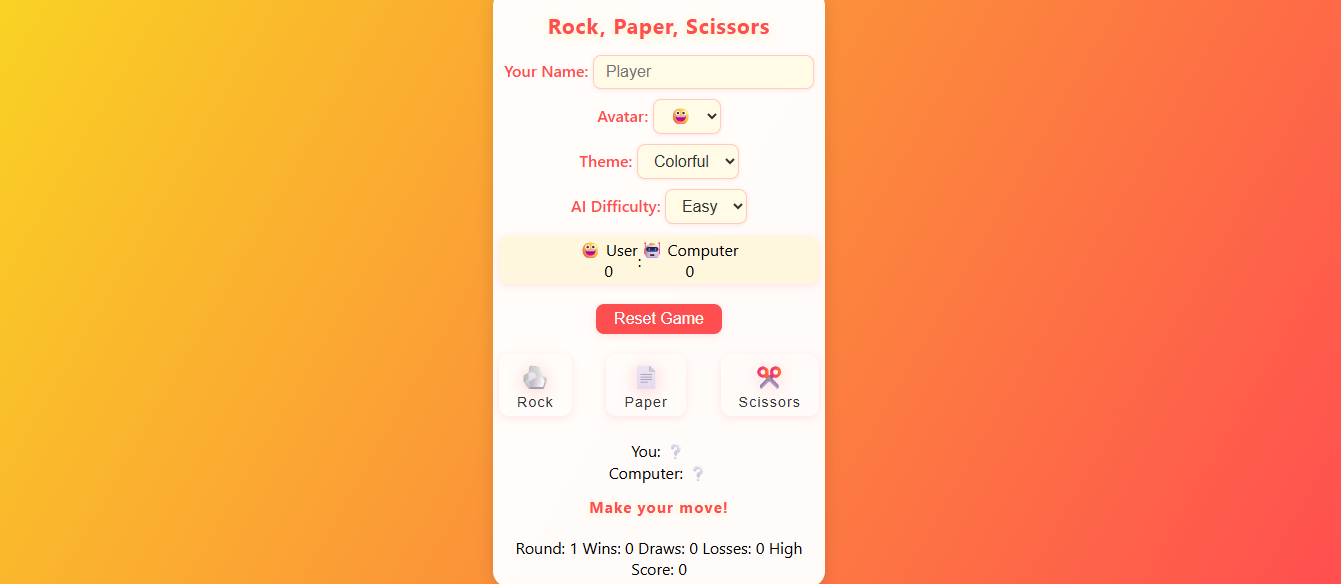 Rock, Paper, Scissors
Your Name: Player
Avatar:
Theme: Colorful
AI Difficulty: Easy
User Computer
0 : 0
Reset Game
Rock Paper Scissors
You: ❔
Computer: ❔
Make your move!
Round: 1 Wins: 0 Draws: 0 Losses: 0 High
Score: 0